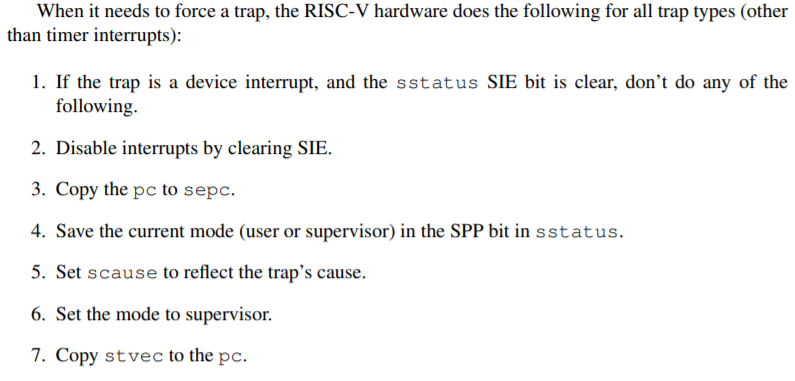 When it needs to force a trap, the RISC-V hardware does the following for all trap types (other
than timer interrupts):
1. If the trap is a device interrupt, and the sstatus SIE bit is clear, don’t do any of the
following.
2. Disable interrupts by clearing SIE.
3. Copy the pc to sepc.
4. Save the current mode (user or supervisor) in the SPP bit in sstatus.
5. Set scause to reflect the trap’s cause.
6. Set the mode to supervisor.
7. Copy stvec to the pc.